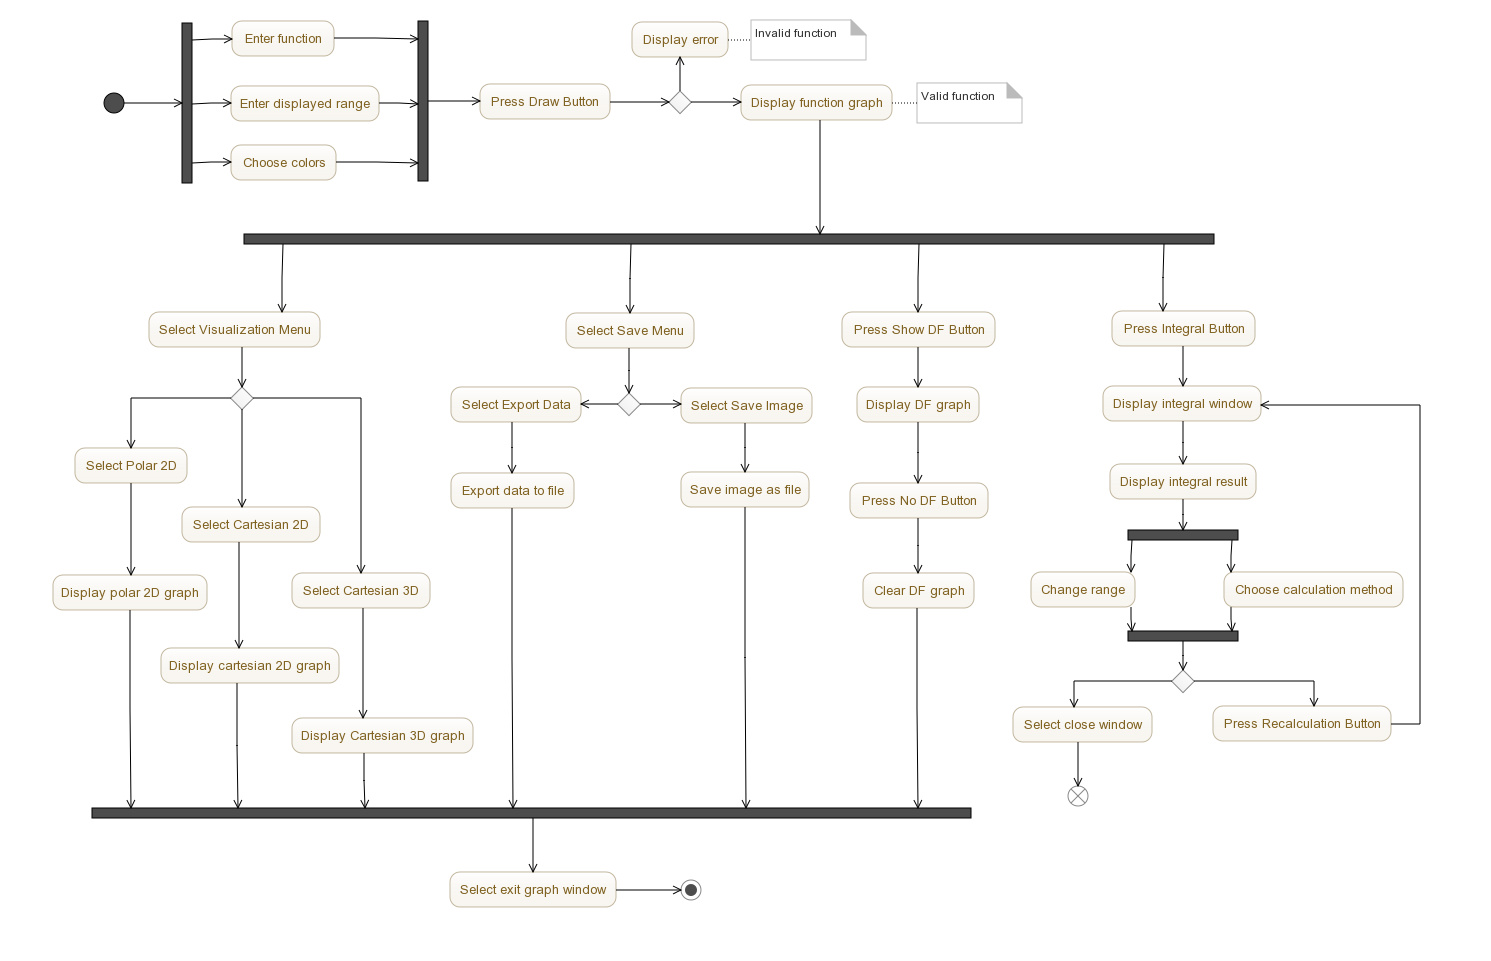 Enter function
Enter displayed range
Choose colors
Press Draw Button
Display error
Invalid function
Display function graph
Valid function
Select Visualization Menu
Select Save Menu
Press Show DF Button
Press Integral Button
Select Export Data
Select Save Image
Display DF graph
Display integral window
Select Polar 2D
Export data to file
Save image as file
Display integral result
Select Cartesian 2D
Press No DF Button
Display polar 2D graph
Select Cartesian 3D
Clear DF graph
Change range
Choose calculation method
Display cartesian 2D graph
Display Cartesian 3D graph
Select close window
Press Recalculation Button
Select exit graph window